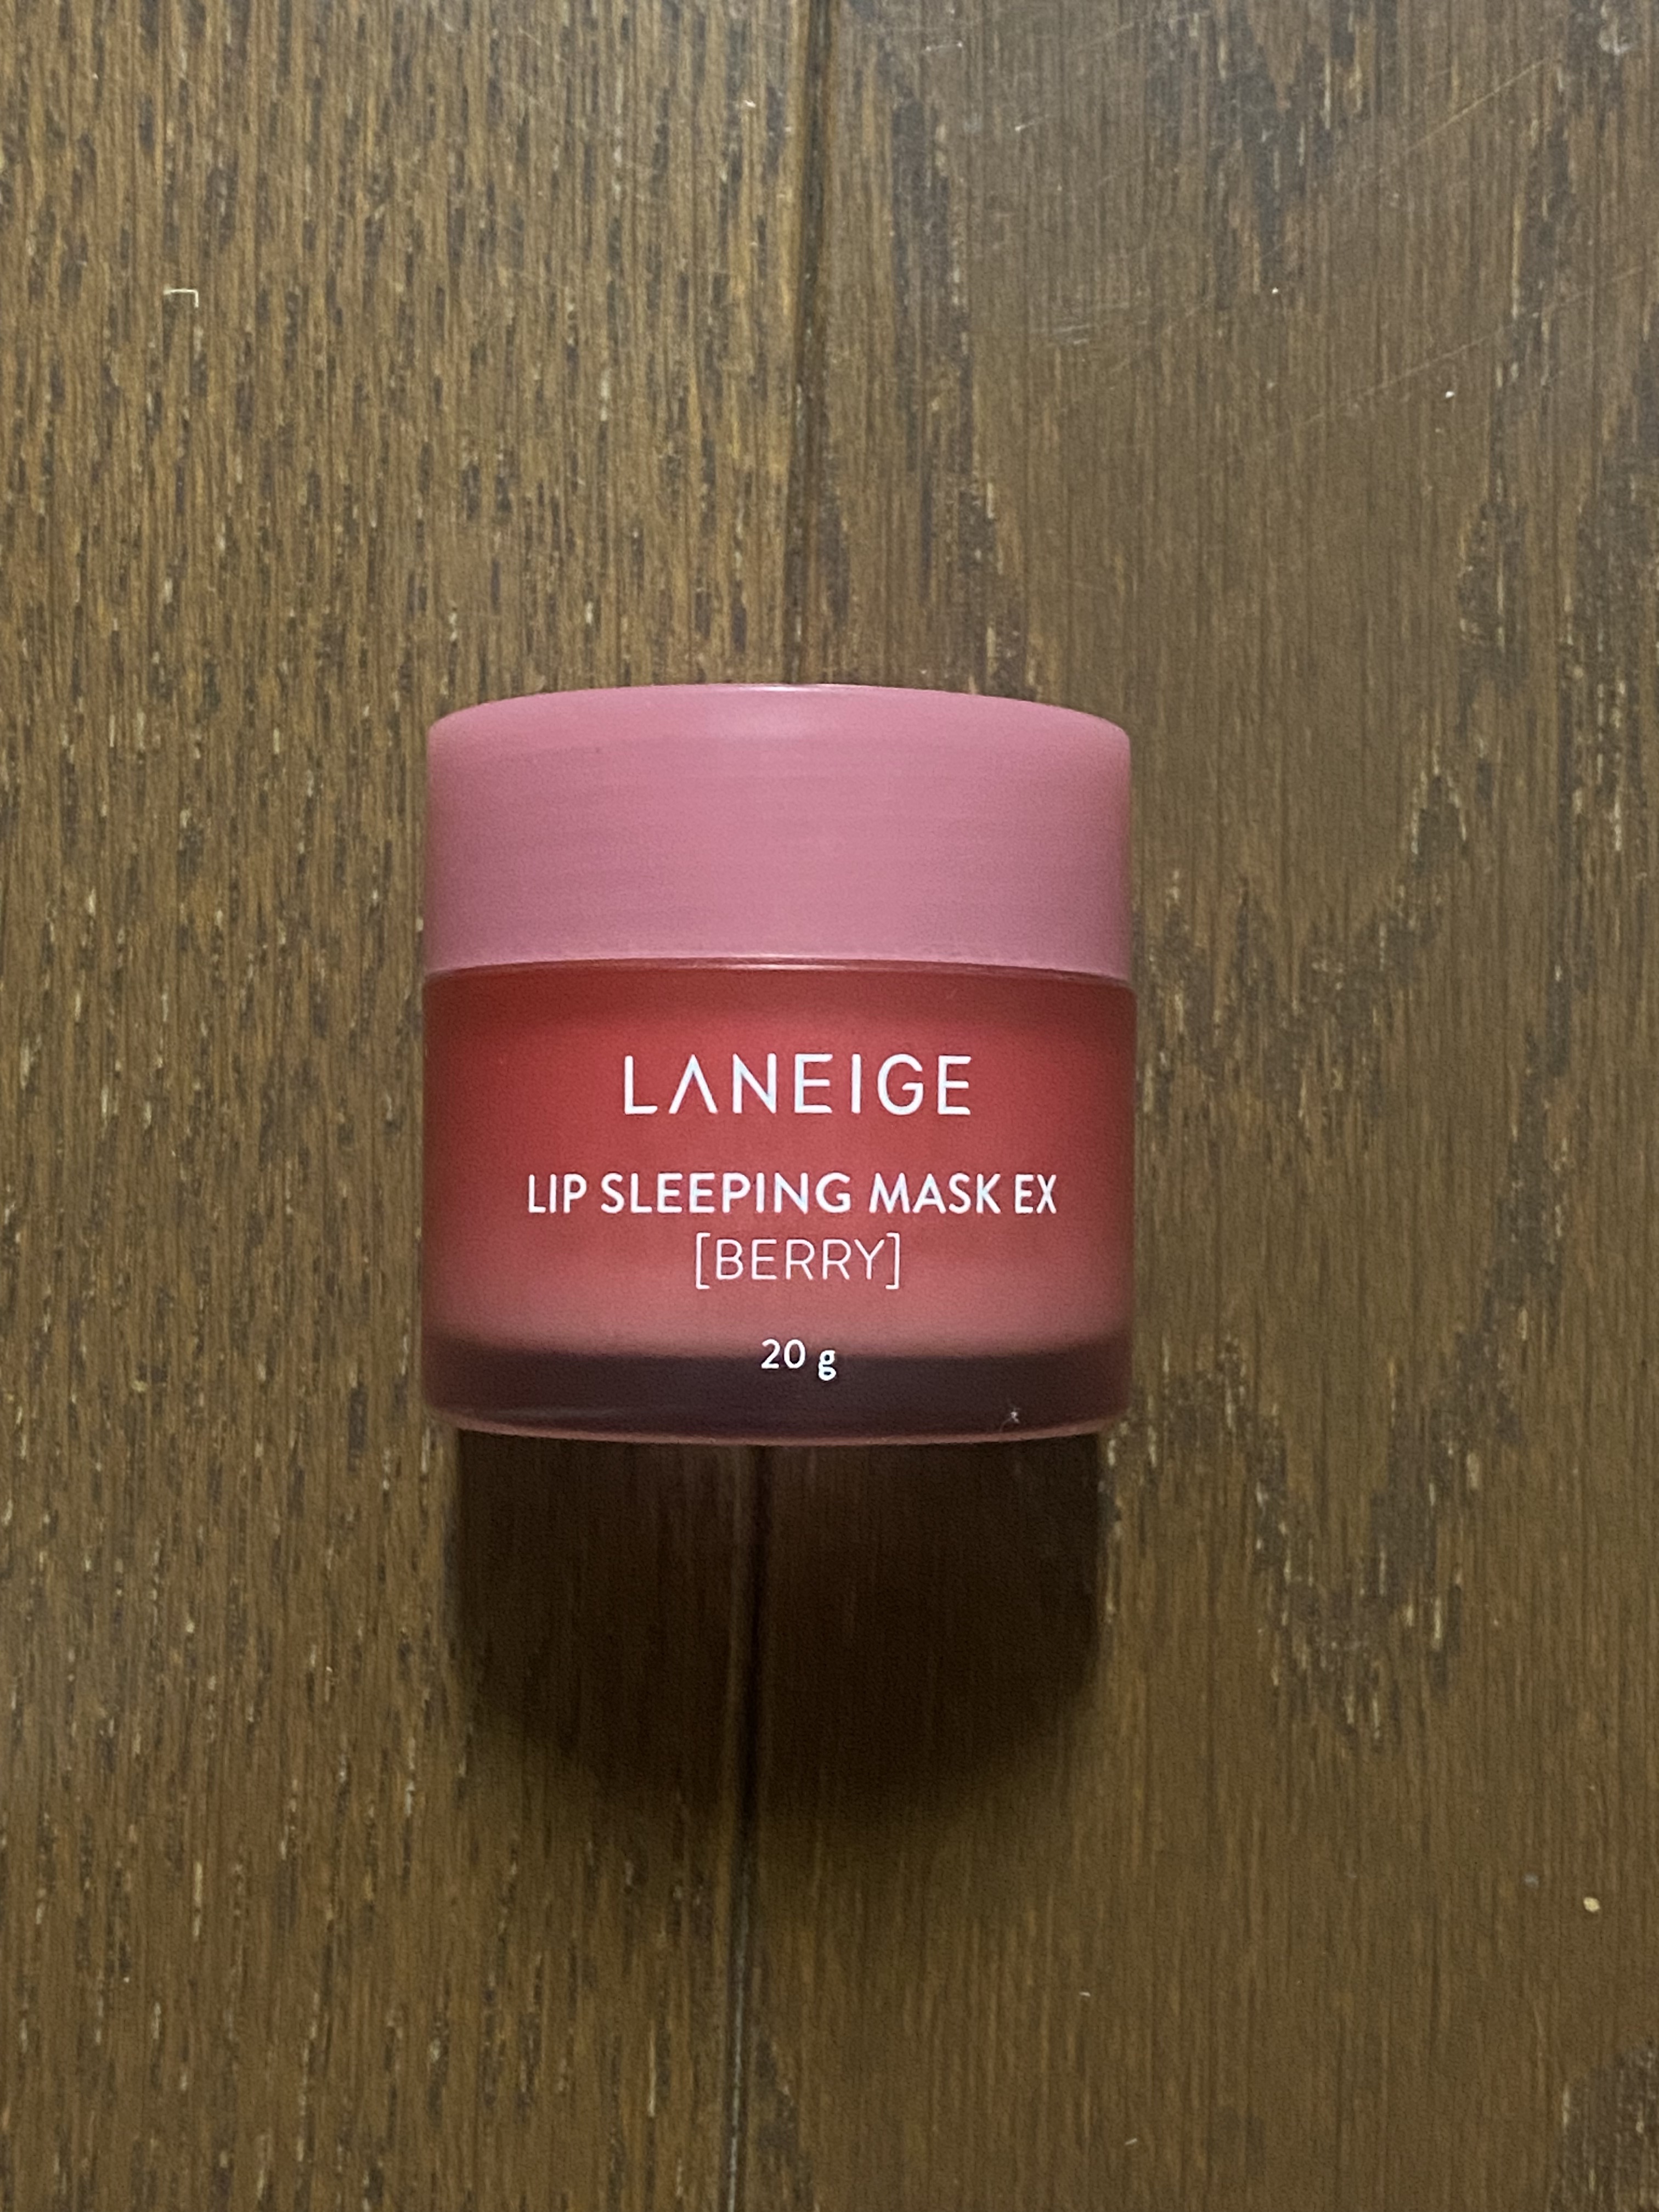 LANEIGE
LIP SLEEPING MASK EX
[BERRY]
20 g